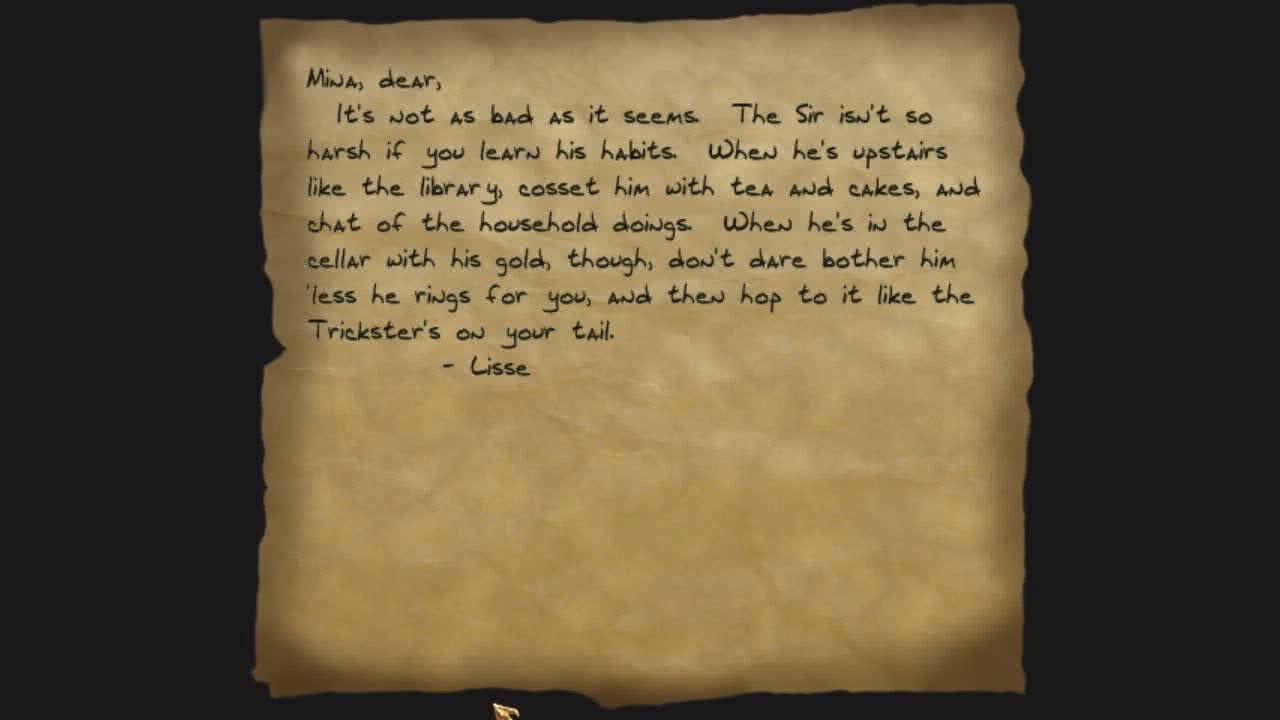 Mina, dear,
It's not as bad as it seems. The Sir isn't so
harsh if you learn his habits. When he's upstairs
like the library, cosset him with tea and cakes, and
chat of the household doings. When he's in the
cellar with his gold, though, don't dare bother him
'less he rings for you, and then hop to it like the
Trickster's on your tail.
- Lisse